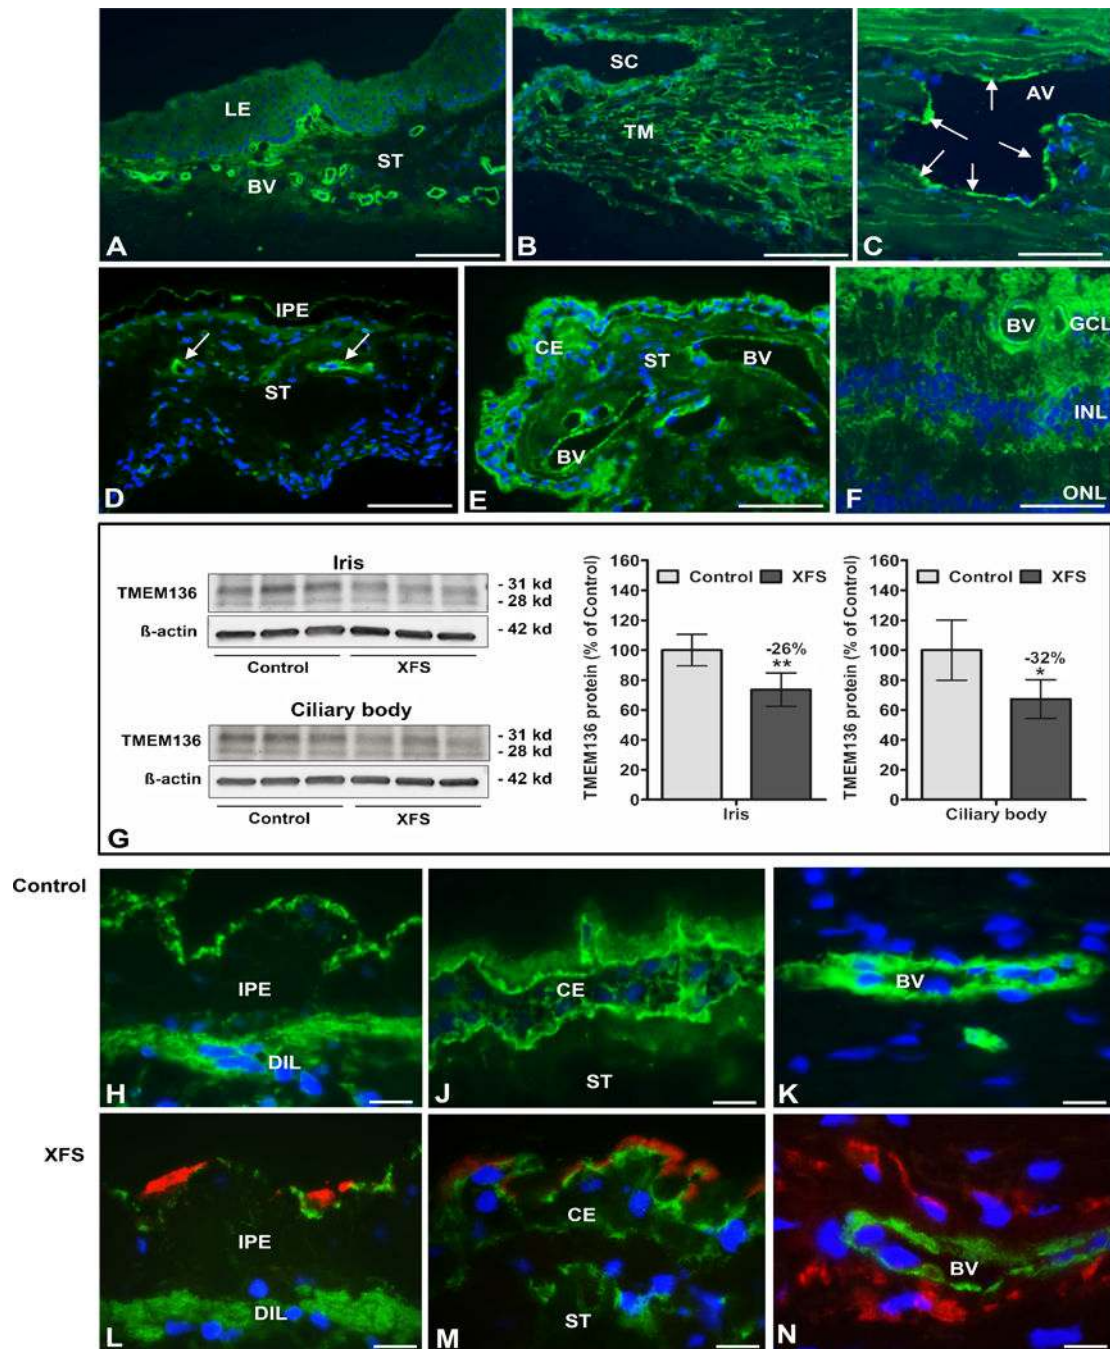 LE
ST
BV
A
SC
TM
B
AV
C
IPE
ST
D
CE
ST
BV
BV
E
BV
GCL
INL
ONL
F
Iris
TMEM136
- 31 kd
- 28 kd
ß-actin
- 42 kd
Control XFS
Ciliary body
TMEM136
- 31 kd
- 28 kd
ß-actin
- 42 kd
Control XFS
G
TMEM136 protein (% of Control)
160
140
120
100
80
60
40
20
0
Control XFS
-26%
**
Iris
TMEM136 protein (% of Control)
160
140
120
100
80
60
40
20
0
Control XFS
-32%
*
Ciliary body
Control
IPE
DIL
H
CE
ST
J
BV
K
XFS
IPE
DIL
L
CE
ST
M
BV
N